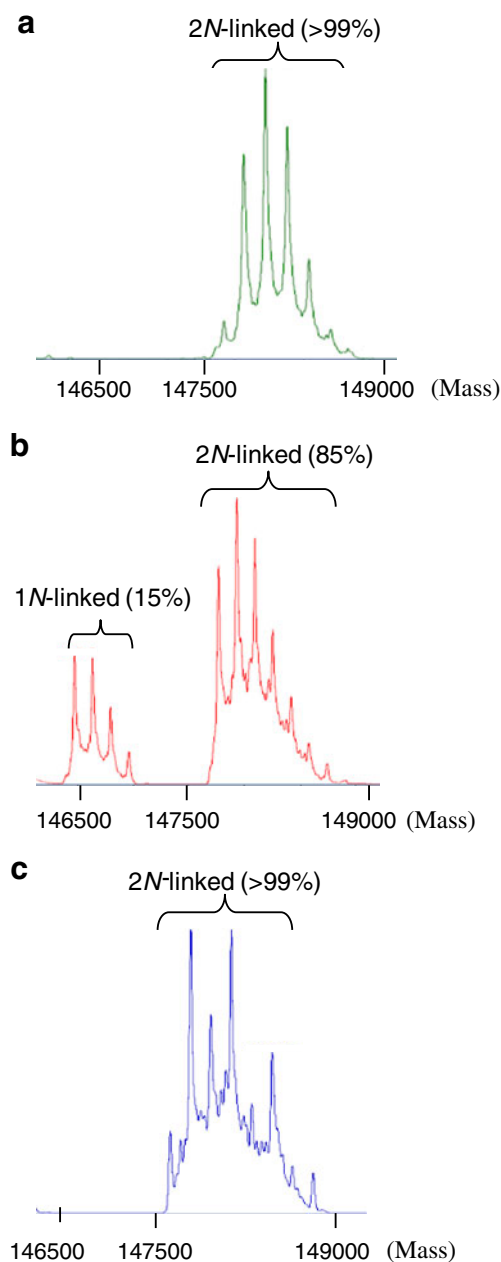 a
2N-linked (>99%)
146500 147500 149000 (Mass)
b
2N-linked (85%)
1N-linked (15%)
146500 147500 149000 (Mass)
c
2N-linked (>99%)
146500 147500 149000 (Mass)